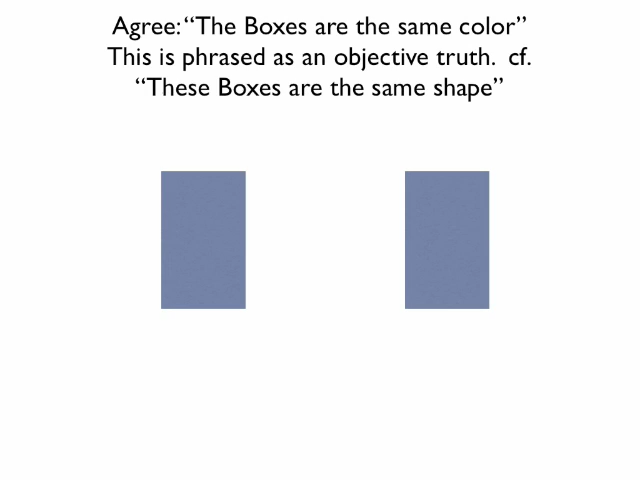 Agree: “The Boxes are the same color”
This is phrased as an objective truth.  cf.
“These Boxes are the same shape”